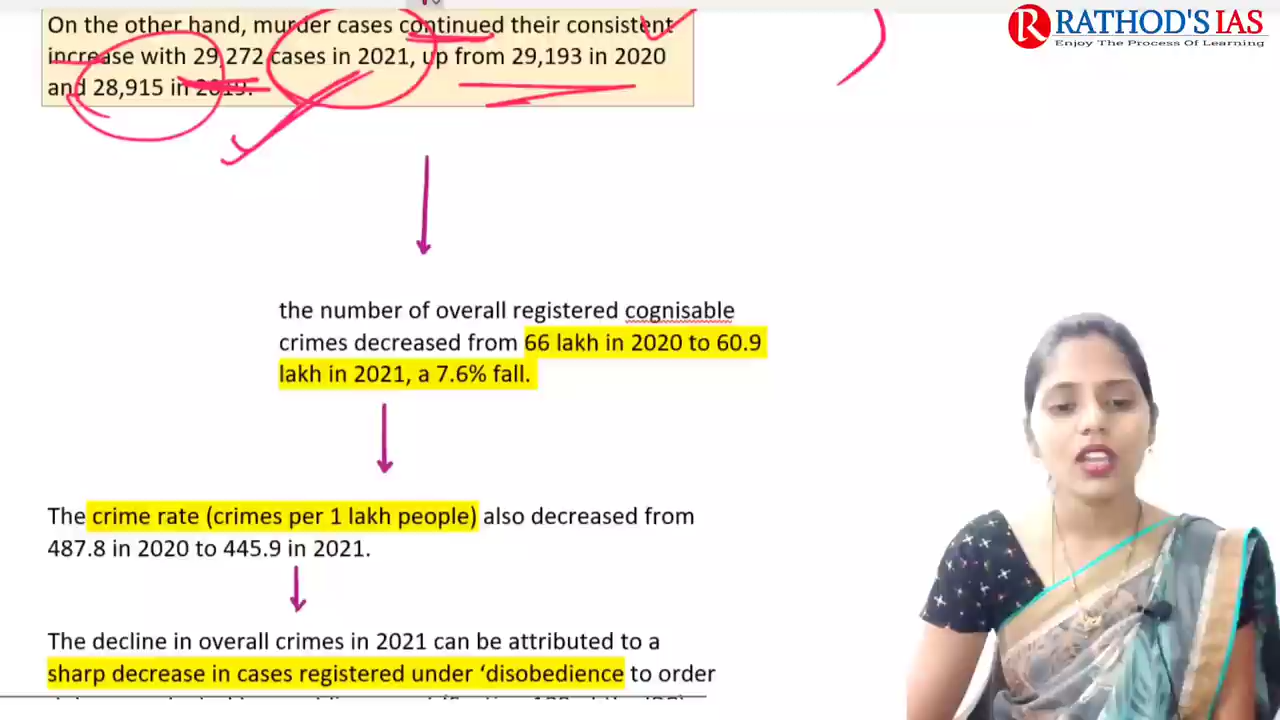 On the other hand, murder cases continued their consistent
increase with 29,272 cases in 2021, up from 29,193 in 2020
and 28,915 in 2019.
RATHOD'S IAS
Enjoy The Process Of Learning
the number of overall registered cognisable
crimes decreased from 66 lakh in 2020 to 60.9
lakh in 2021, a 7.6% fall.
The crime rate (crimes per 1 lakh people) also decreased from
487.8 in 2020 to 445.9 in 2021.
The decline in overall crimes in 2021 can be attributed to a
sharp decrease in cases registered under ‘disobedience to order